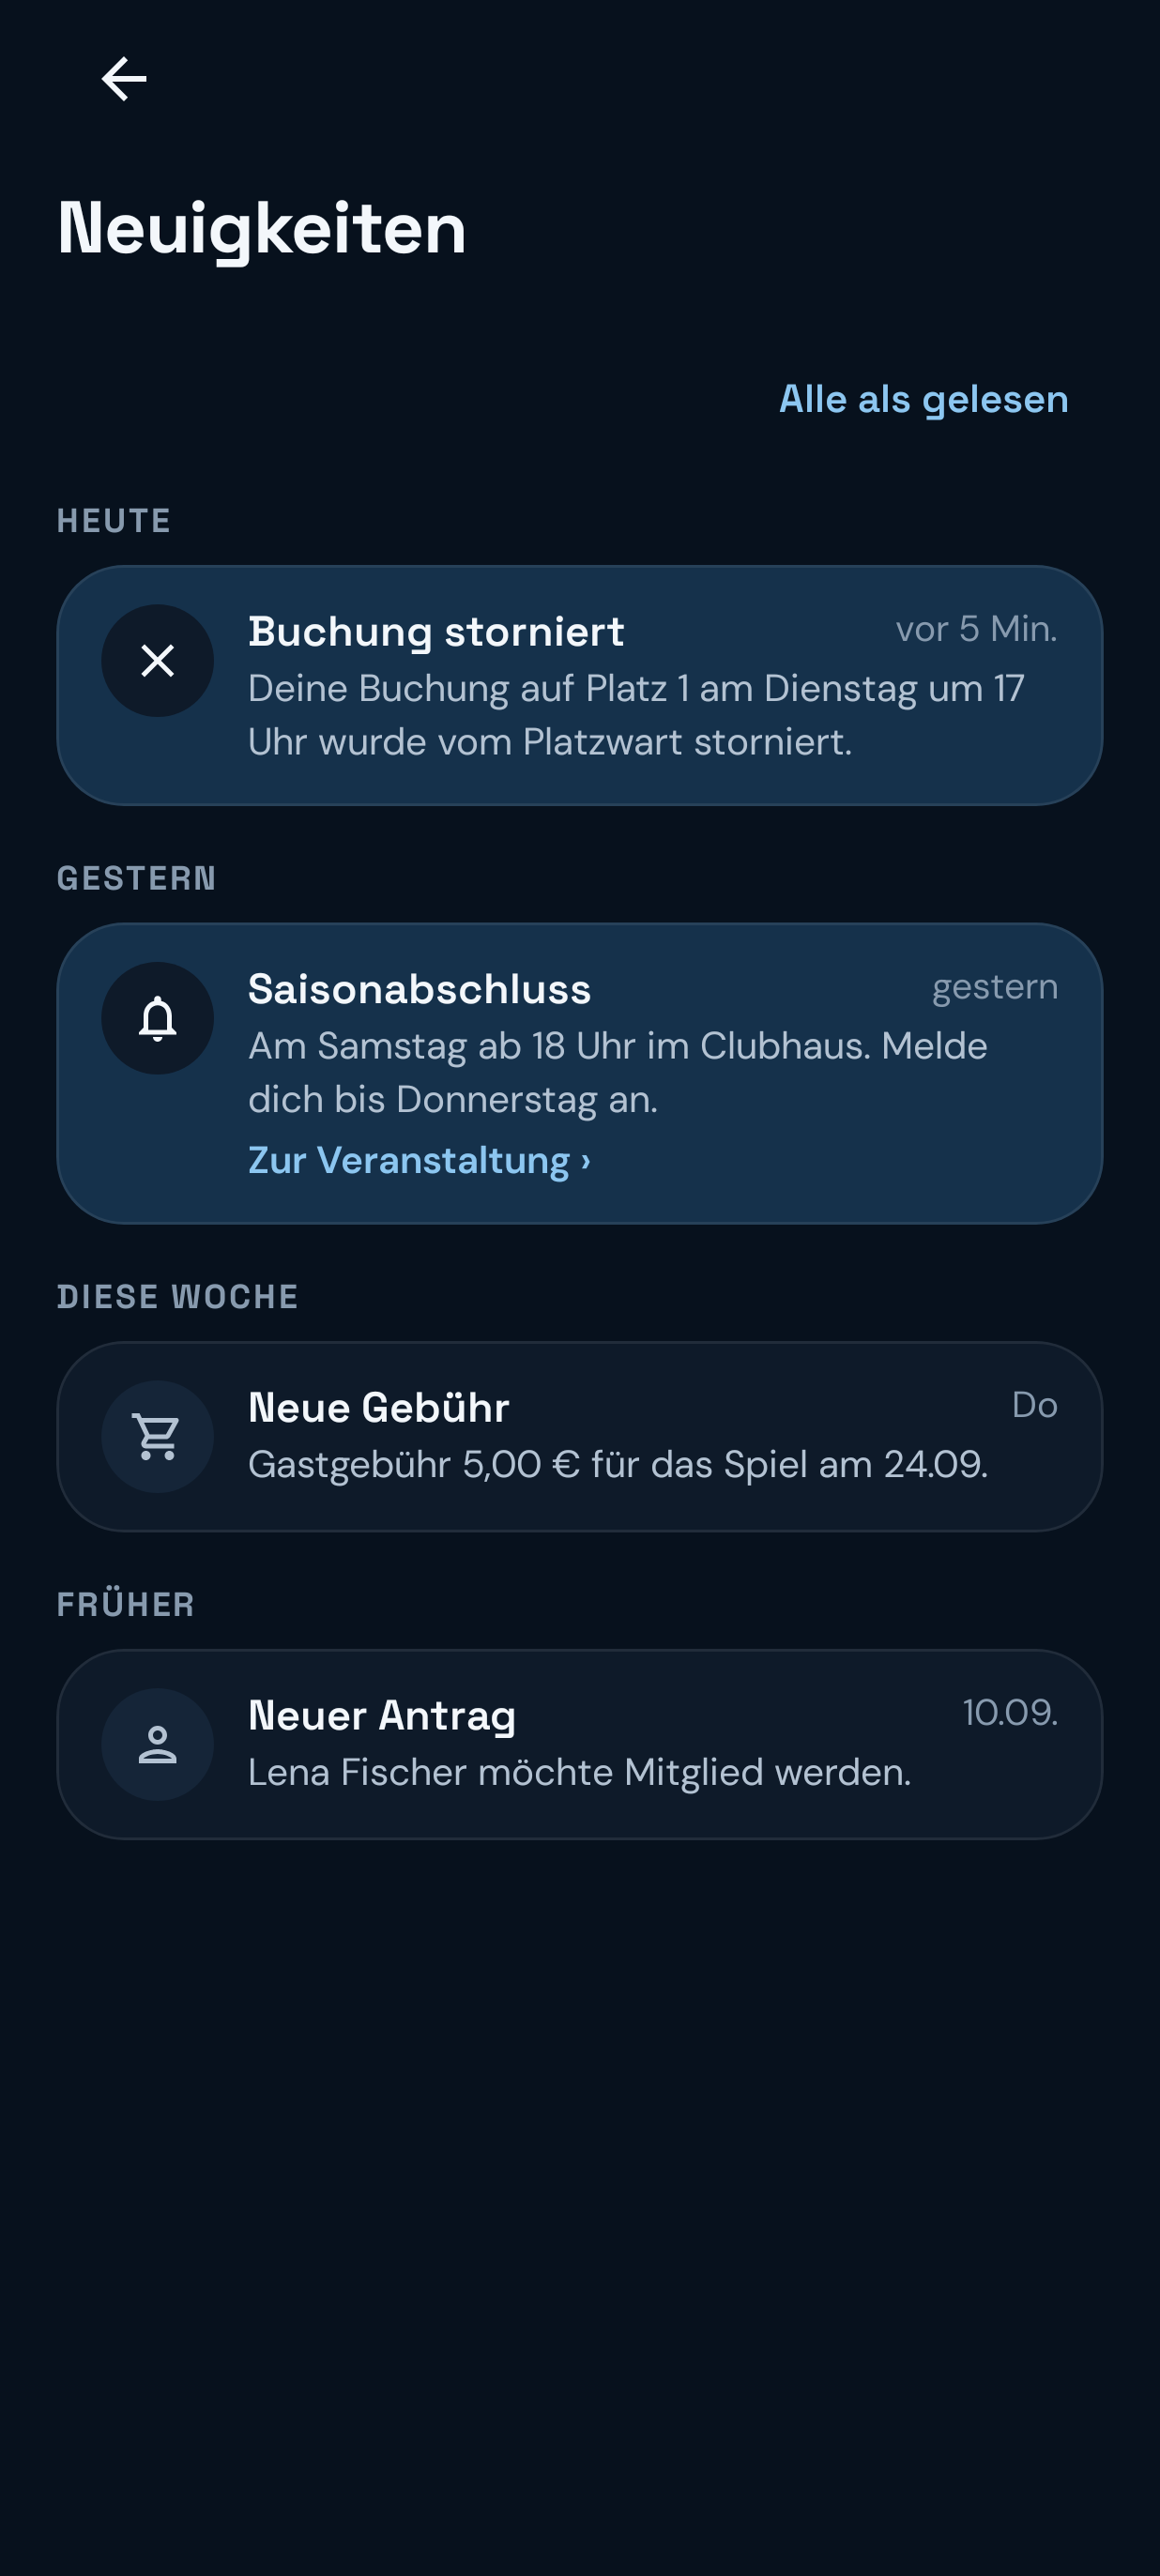 Neuigkeiten
Alle als gelesen
HEUTE
Buchung storniert
vor 5 Min.
Deine Buchung auf Platz 1 am Dienstag um 17
Uhr wurde vom Platzwart storniert.
GESTERN
Saisonabschluss
gestern
Am Samstag ab 18 Uhr im Clubhaus. Melde
dich bis Donnerstag an.
Zur Veranstaltung ›
DIESE WOCHE
Neue Gebühr
Do
Gastgebühr 5,00 € für das Spiel am 24.09.
FRÜHER
Neuer Antrag
10.09.
Lena Fischer möchte Mitglied werden.